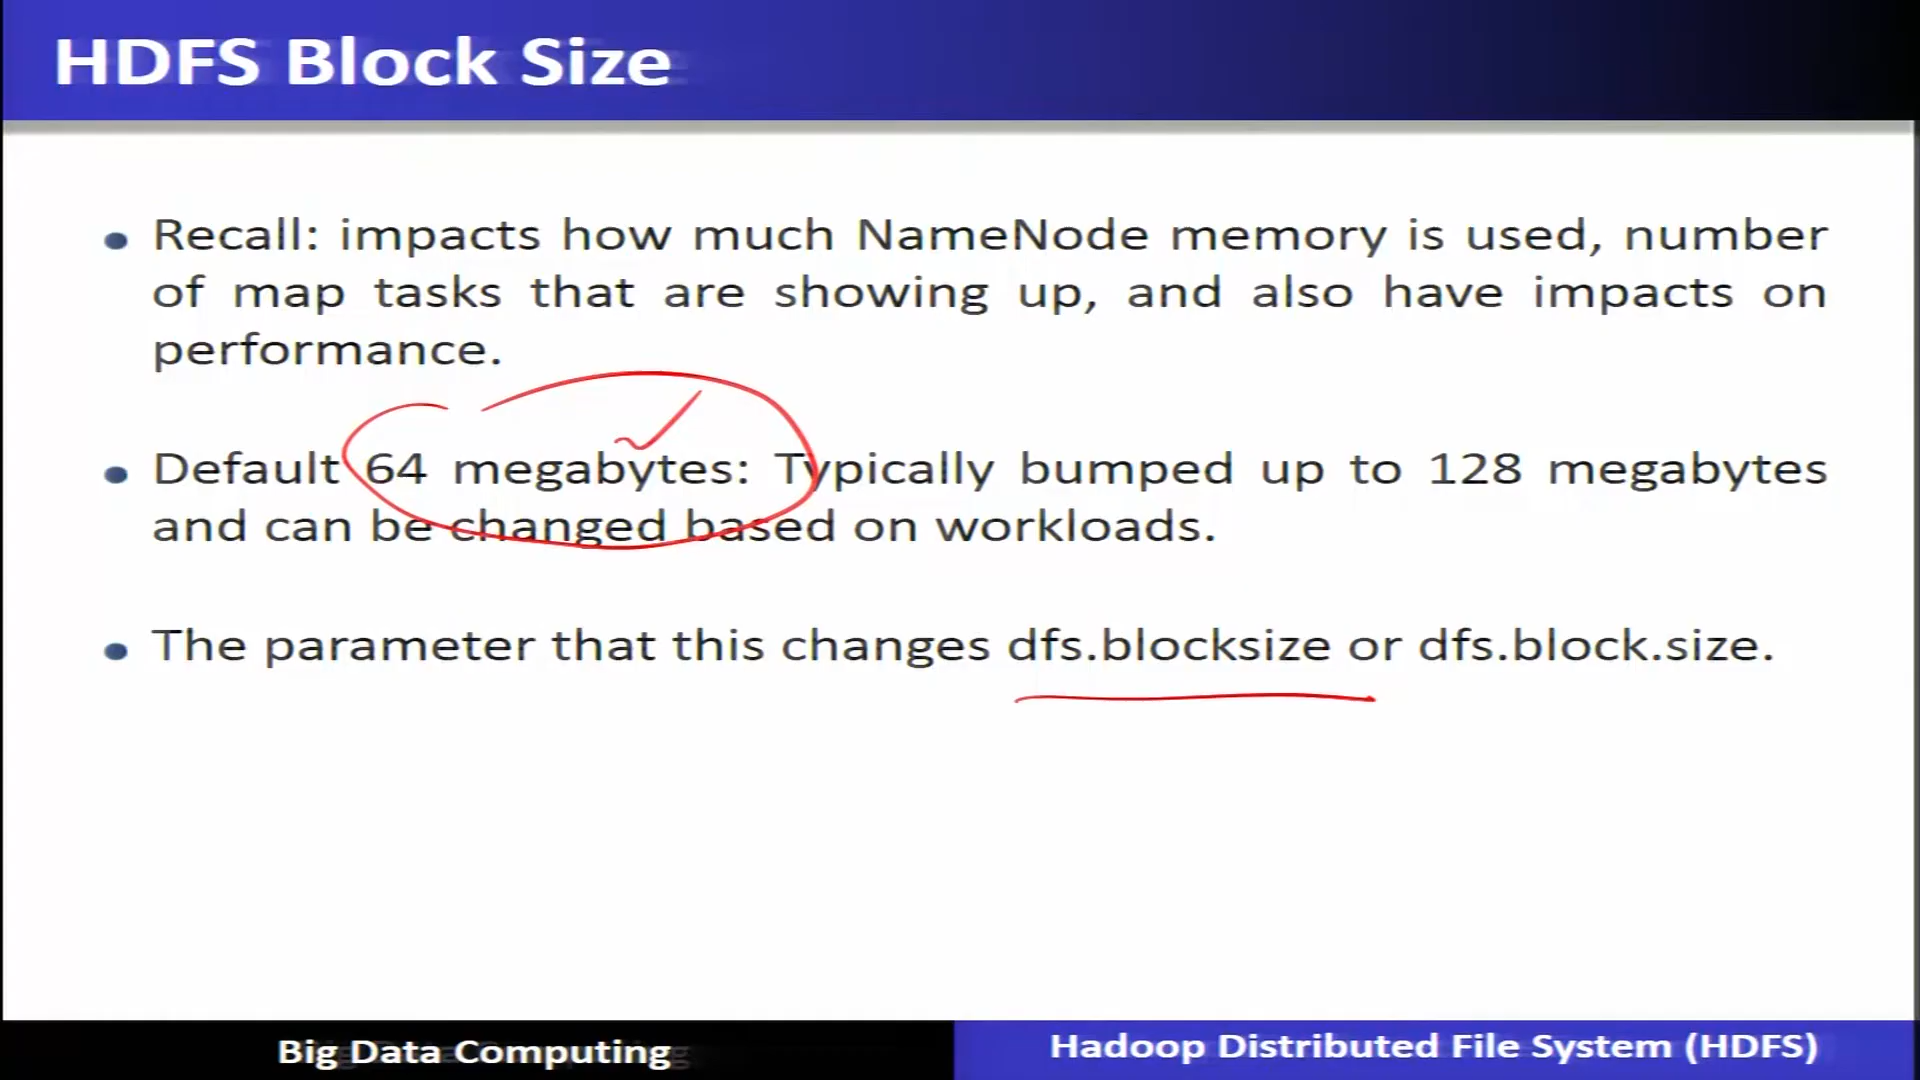 HDFS Block Size
• Recall: impacts how much NameNode memory is used, number
of map tasks that are showing up, and also have impacts on
performance.
• Default 64 megabytes: Typically bumped up to 128 megabytes
and can be changed based on workloads.
• The parameter that this changes dfs.blocksize or dfs.block.size.
Big Data Computing
Hadoop Distributed File System (HDFS)